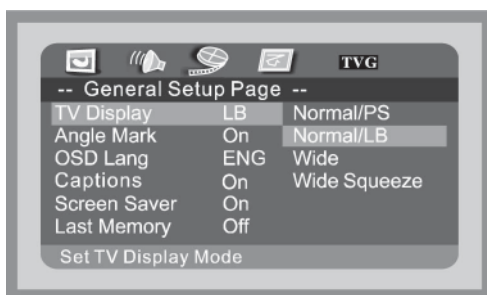 TVG
-- General Setup Page --
TV Display LB Normal/PS
Angle Mark On Normal/LB
OSD Lang ENG Wide
Captions On Wide Squeeze
Screen Saver On
Last Memory Off
Set TV Display Mode